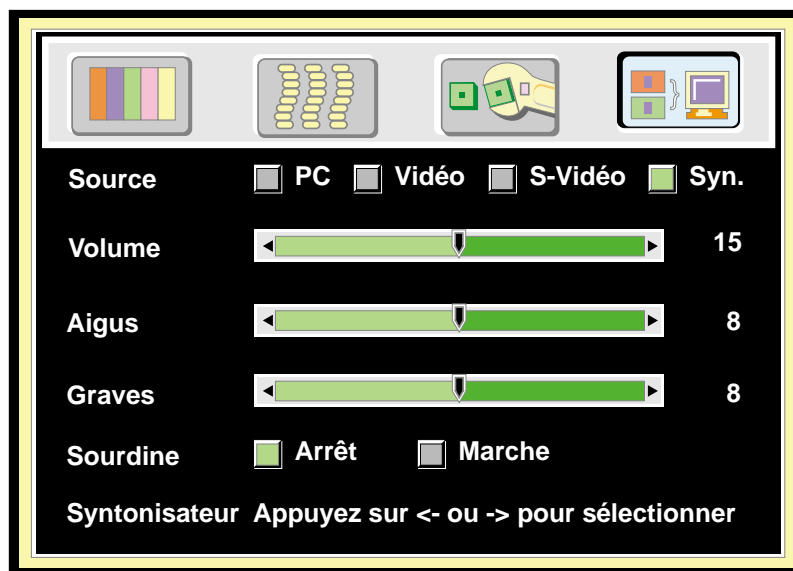 Source PC Vidéo S-Vidéo Syn.
Volume 15
Aigus 8
Graves 8
Sourdine Arrêt Marche
Syntonisateur Appuyez sur <- ou -> pour sélectionner